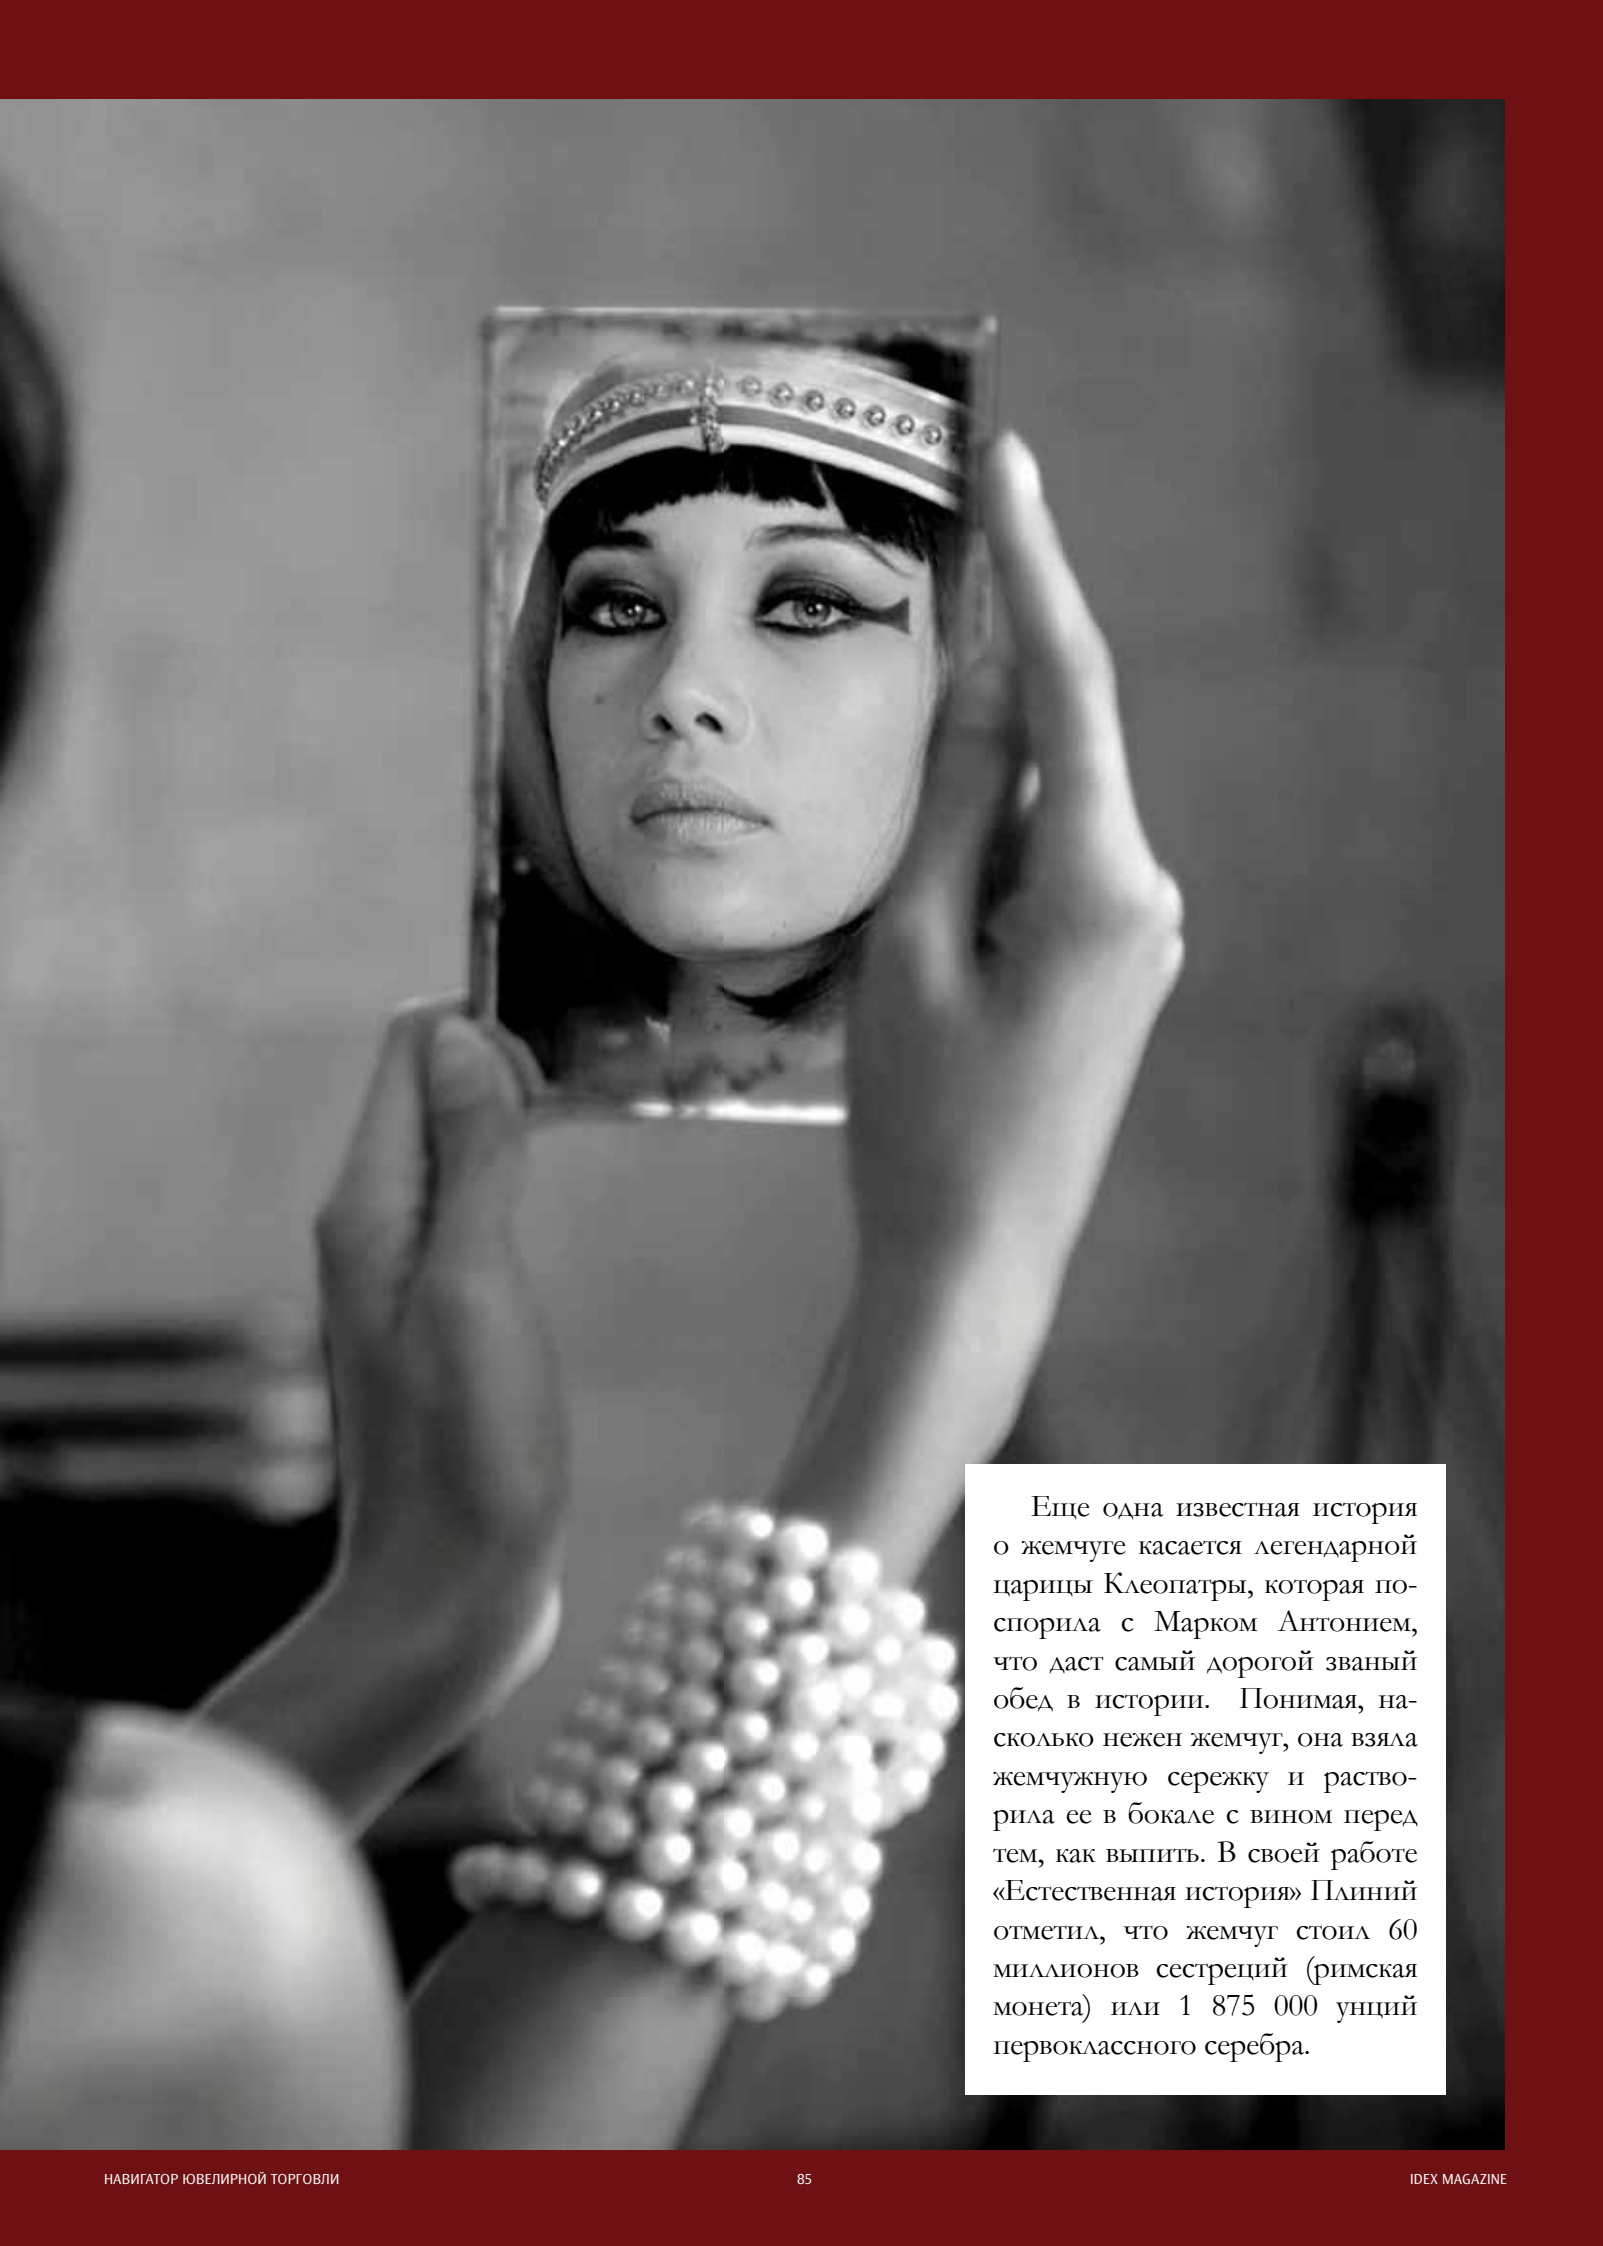 Еще одна известная история
о жемчуге касается легендарной
царицы Клеопатры, которая по-
спорила с Марком Антонием,
что даст самый дорогой званый
обед в истории. Понимая, на-
сколько нежен жемчуг, она взяла
жемчужную сережку и раство-
рила ее в бокале с вином перед
тем, как выпить. В своей работе
«Естественная история» Плиний
отметил, что жемчуг стоил 60
миллионов сестреций (римская
монета) или 1 875 000 унций
первоклассного серебра.
НАВИГАТОР ЮВЕЛИРНОЙ ТОРГОВЛИ
85
IDEX MAGAZINE